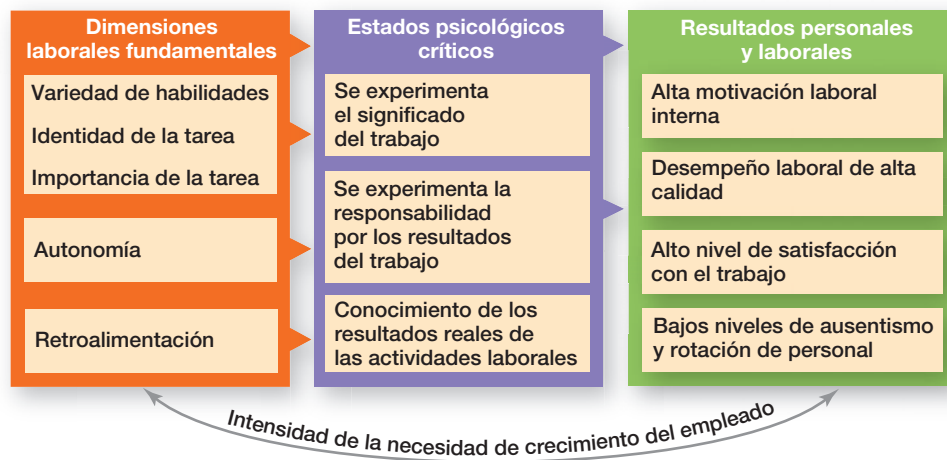 Dimensiones
laborales fundamentales
Variedad de habilidades
Identidad de la tarea
Importancia de la tarea
Autonomía
Retroalimentación
Estados psicológicos
críticos
Se experimenta
el significado
del trabajo
Se experimenta la
responsabilidad
por los resultados
del trabajo
Conocimiento de los
resultados reales de
las actividades laborales
Resultados personales
y laborales
Alta motivación laboral
interna
Desempeño laboral de alta
calidad
Alto nivel de satisfacción
con el trabajo
Bajos niveles de ausentismo
y rotación de personal
Intensidad de la necesidad de crecimiento del empleado